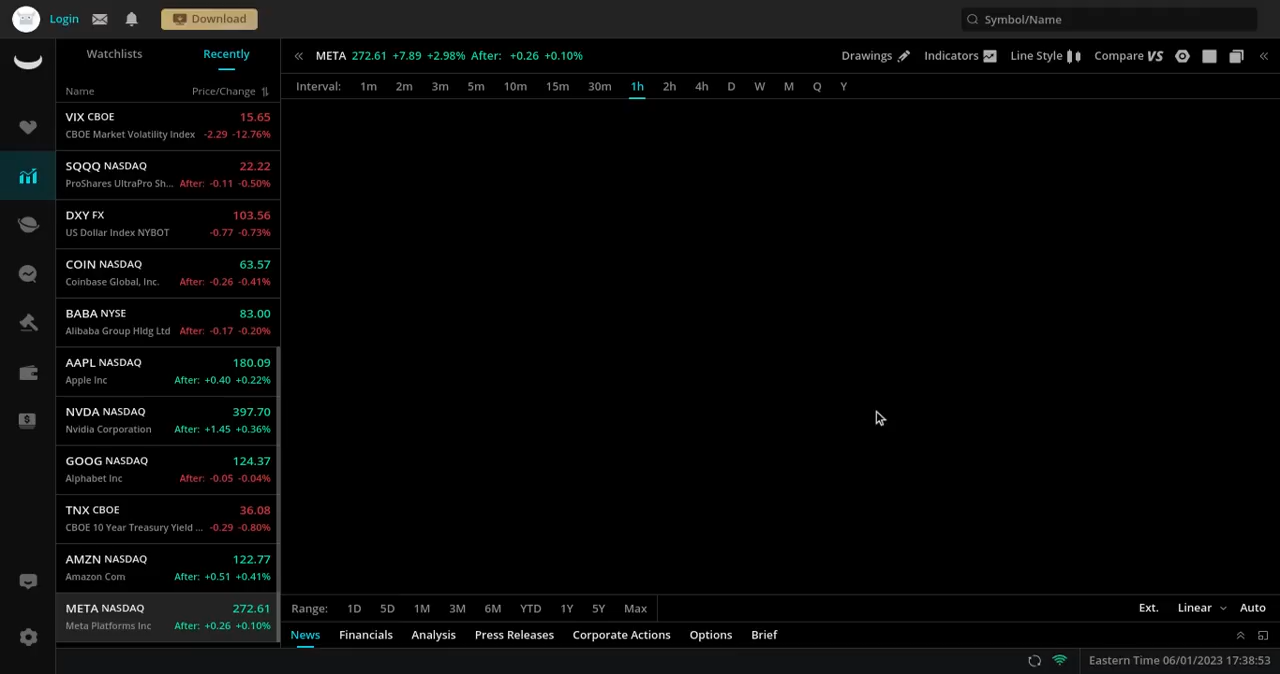 Login
Download
Symbol/Name
Watchlists Recently
META 272.61 +7.89 +2.98% After: +0.26 +0.10%
Drawings Indicators Line Style Compare VS
Name Price/Change
Interval: 1m 2m 3m 5m 10m 15m 30m 1h 2h 4h D W M Q Y
VIX CBOE 15.65
CBOE Market Volatility Index -2.29 -12.76%
SQQQ NASDAQ 22.22
ProShares UltraPro Sh... After: -0.11 -0.50%
DXY FX 103.56
US Dollar Index NYBOT -0.77 -0.73%
COIN NASDAQ 63.57
Coinbase Global, Inc. After: -0.26 -0.41%
BABA NYSE 83.00
Alibaba Group Hldg Ltd After: -0.17 -0.20%
AAPL NASDAQ 180.09
Apple Inc After: +0.40 +0.22%
NVDA NASDAQ 397.70
Nvidia Corporation After: +1.45 +0.36%
GOOG NASDAQ 124.37
Alphabet Inc After: -0.05 -0.04%
TNX CBOE 36.08
CBOE 10 Year Treasury Yield ... -0.29 -0.80%
AMZN NASDAQ 122.77
Amazon Com After: +0.51 +0.41%
META NASDAQ 272.61
Meta Platforms Inc After: +0.26 +0.10%
Range: 1D 5D 1M 3M 6M YTD 1Y 5Y Max
Ext. Linear Auto
News Financials Analysis Press Releases Corporate Actions Options Brief
Eastern Time 06/01/2023 17:38:53